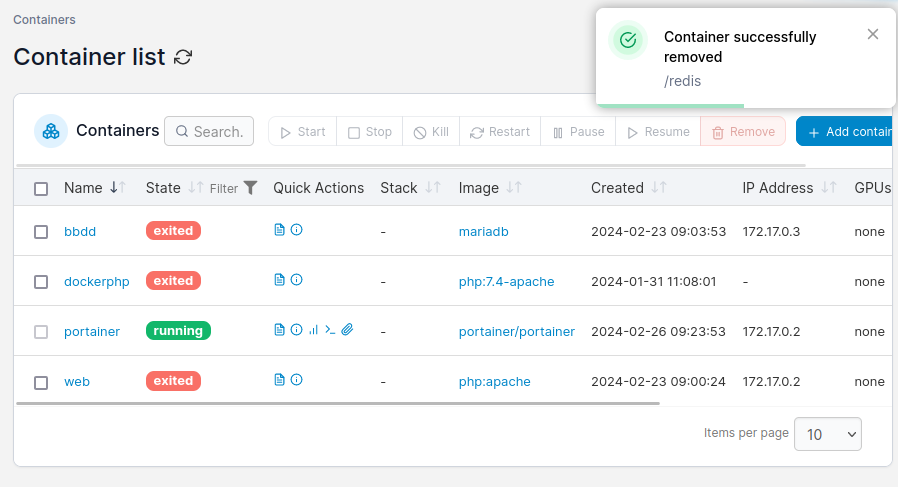 Containers
Container list
Container successfully
removed
/redis
Containers Search. Start Stop Kill Restart Pause Resume Remove Add contain
Name State Filter Quick Actions Stack Image Created IP Address GPUs
bbdd exited - mariadb 2024-02-23 09:03:53 172.17.0.3 none
dockerphp exited - php:7.4-apache 2024-01-31 11:08:01 - none
portainer running - portainer/portainer 2024-02-26 09:23:53 172.17.0.2 none
web exited - php:apache 2024-02-23 09:00:24 172.17.0.2 none
Items per page 10